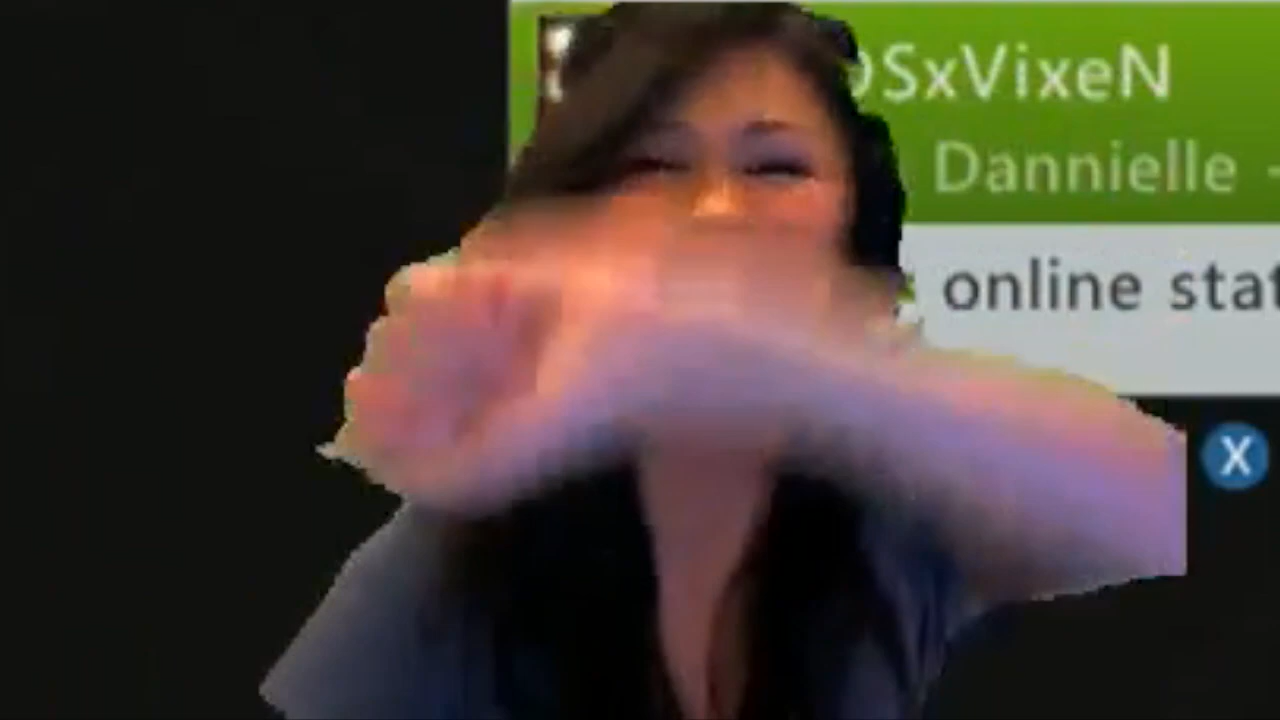 SxVixeN
Dannielle -
online stat
X